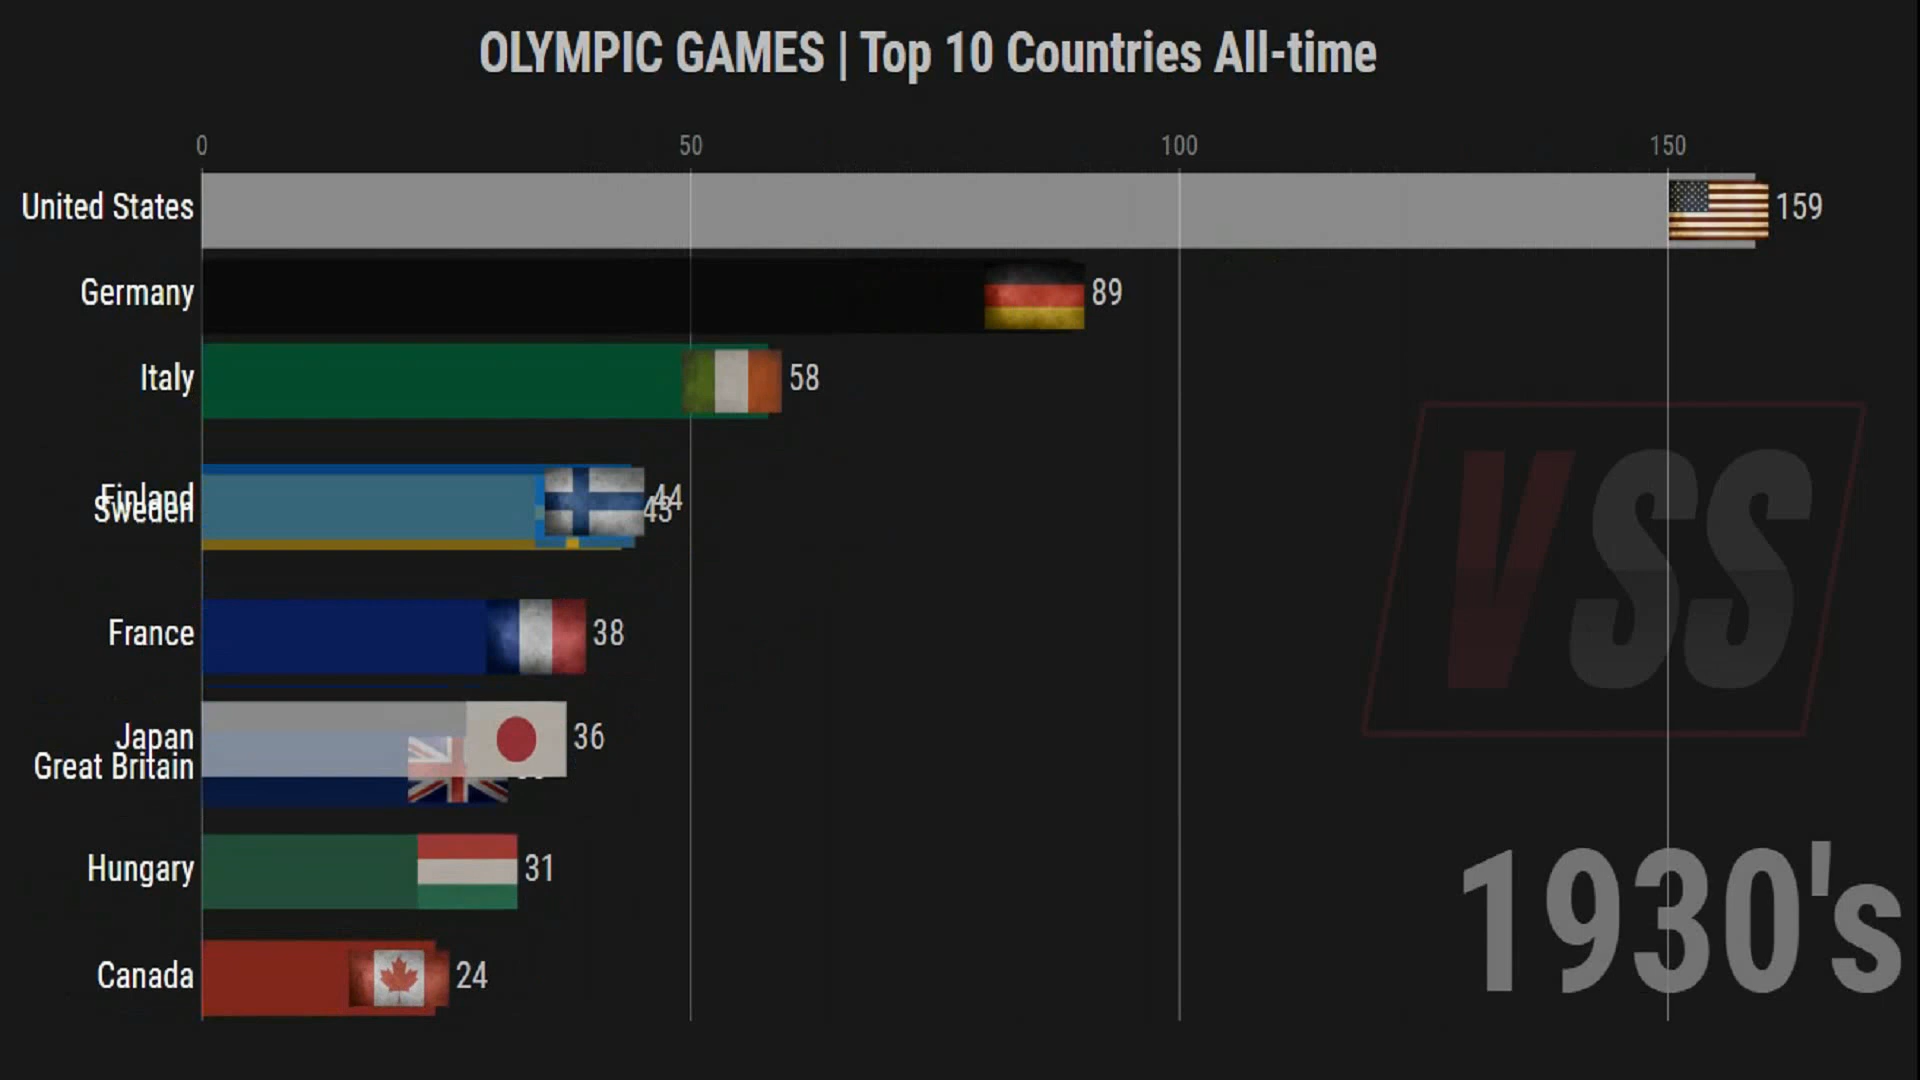 OLYMPIC GAMES | Top 10 Countries All-time
0 50 100 150
United States 159
Germany 89
Italy 58
Finland 44
Sweden 43
France 38
Japan 36
Great Britain
Hungary 31
Canada 24
VSS
1930's